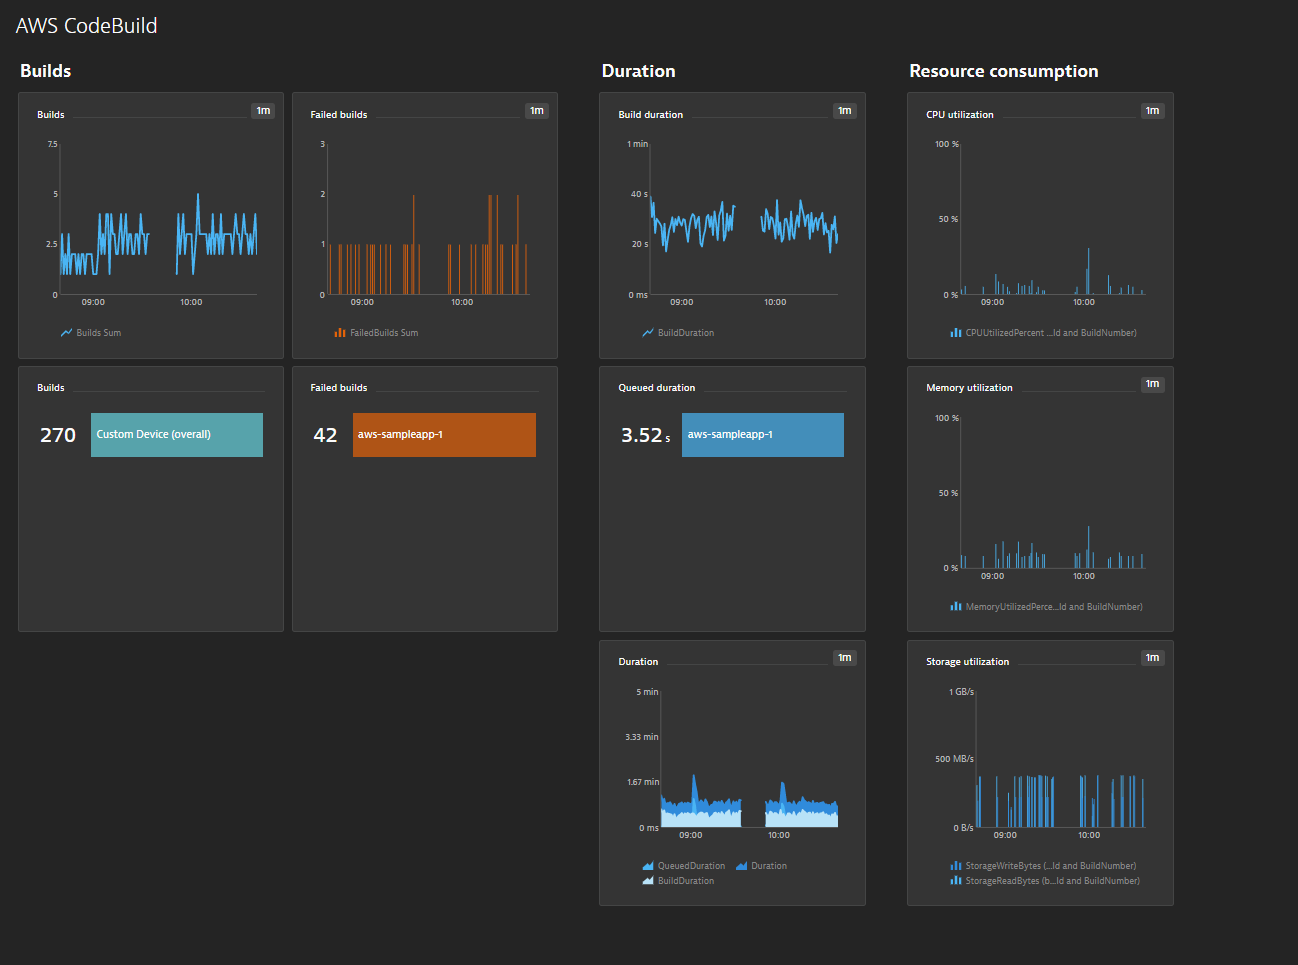 AWS CodeBuild
Builds
Builds
1m
7.5
5
2.5
0
09:00
10:00
Builds Sum
Failed builds
1m
3
2
1
0
09:00
10:00
FailedBuilds Sum
Builds
270
Custom Device (overall)
Failed builds
42
aws-sampleapp-1
Duration
Build duration
1m
1 min
40 s
20 s
0 ms
09:00
10:00
BuildDuration
Queued duration
3.52 s
aws-sampleapp-1
Duration
1m
5 min
3.33 min
1.67 min
0 ms
09:00
10:00
QueuedDuration
Duration
BuildDuration
Resource consumption
CPU utilization
1m
100 %
50 %
0 %
09:00
10:00
CPUUtilizedPercent ...Id and BuildNumber)
Memory utilization
1m
100 %
50 %
0 %
09:00
10:00
MemoryUtilizedPerce...Id and BuildNumber)
Storage utilization
1m
1 GB/s
500 MB/s
0 B/s
09:00
10:00
StorageWriteBytes (...Id and BuildNumber)
StorageReadBytes (b...Id and BuildNumber)